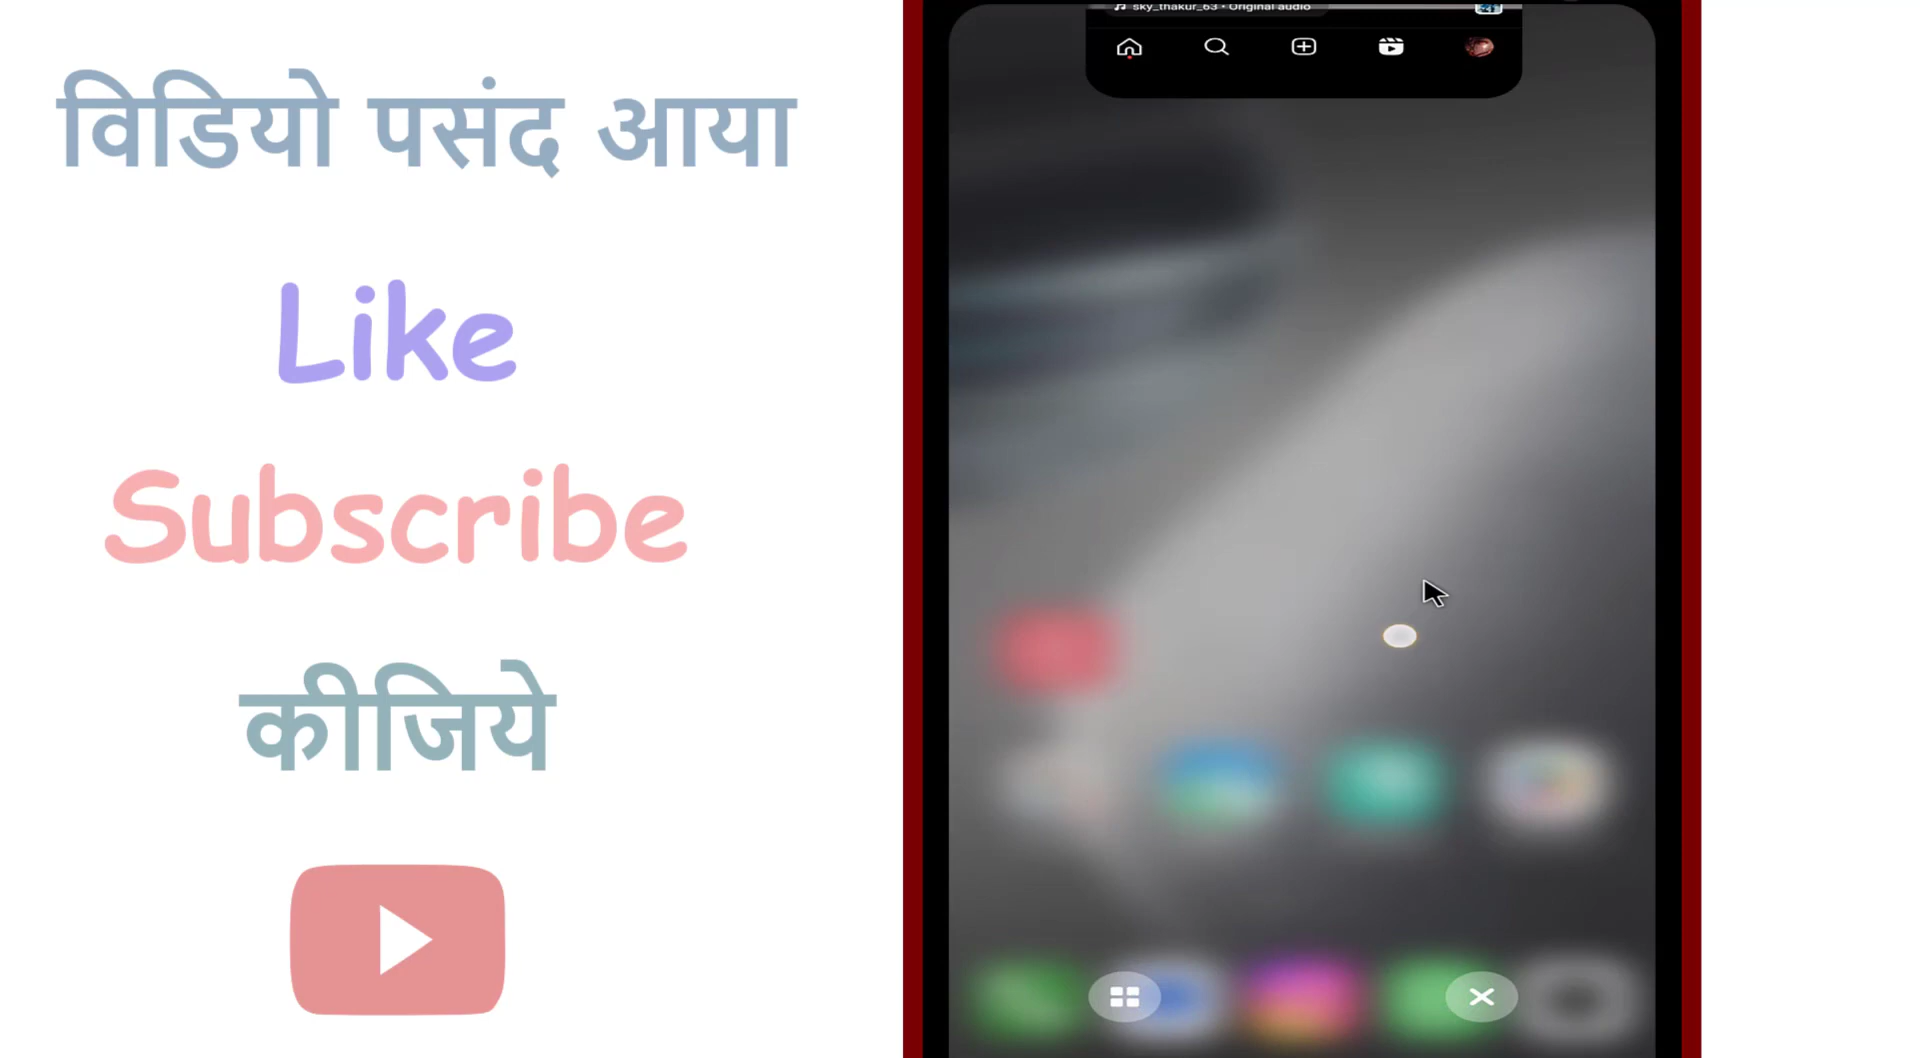 विडियो पसंद आया
Like
Subscribe
कीजिये
sky_thakur_63 • Original audio